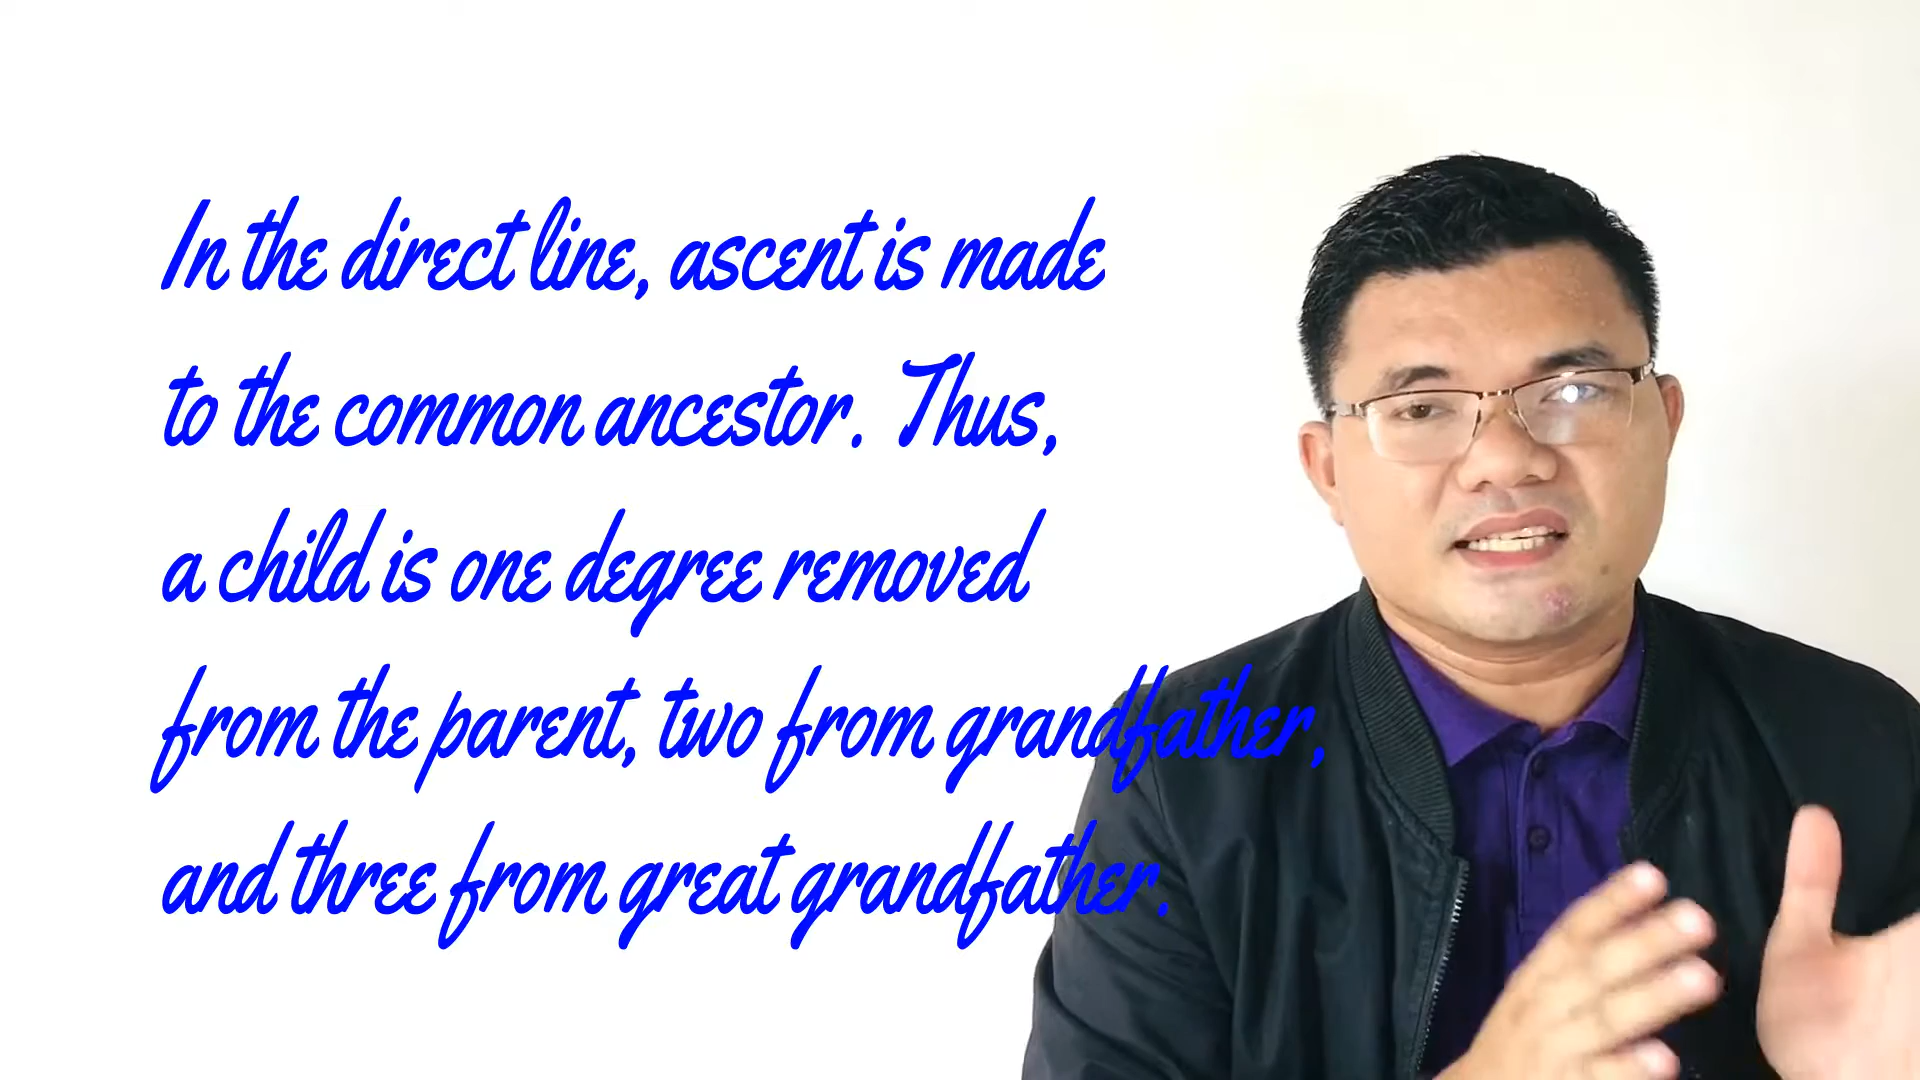 In the direct line, ascent is made
to the common ancestor. Thus,
a child is one degree removed
from the parent, two from grandfather,
and three from great grandfather.